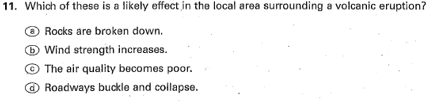 11. Which of these is a likely effect in the local area surrounding a volcanic eruption?
ⓐ Rocks are broken down.
ⓑ Wind strength increases.
ⓒ The air quality becomes poor.
ⓓ Roadways buckle and collapse.